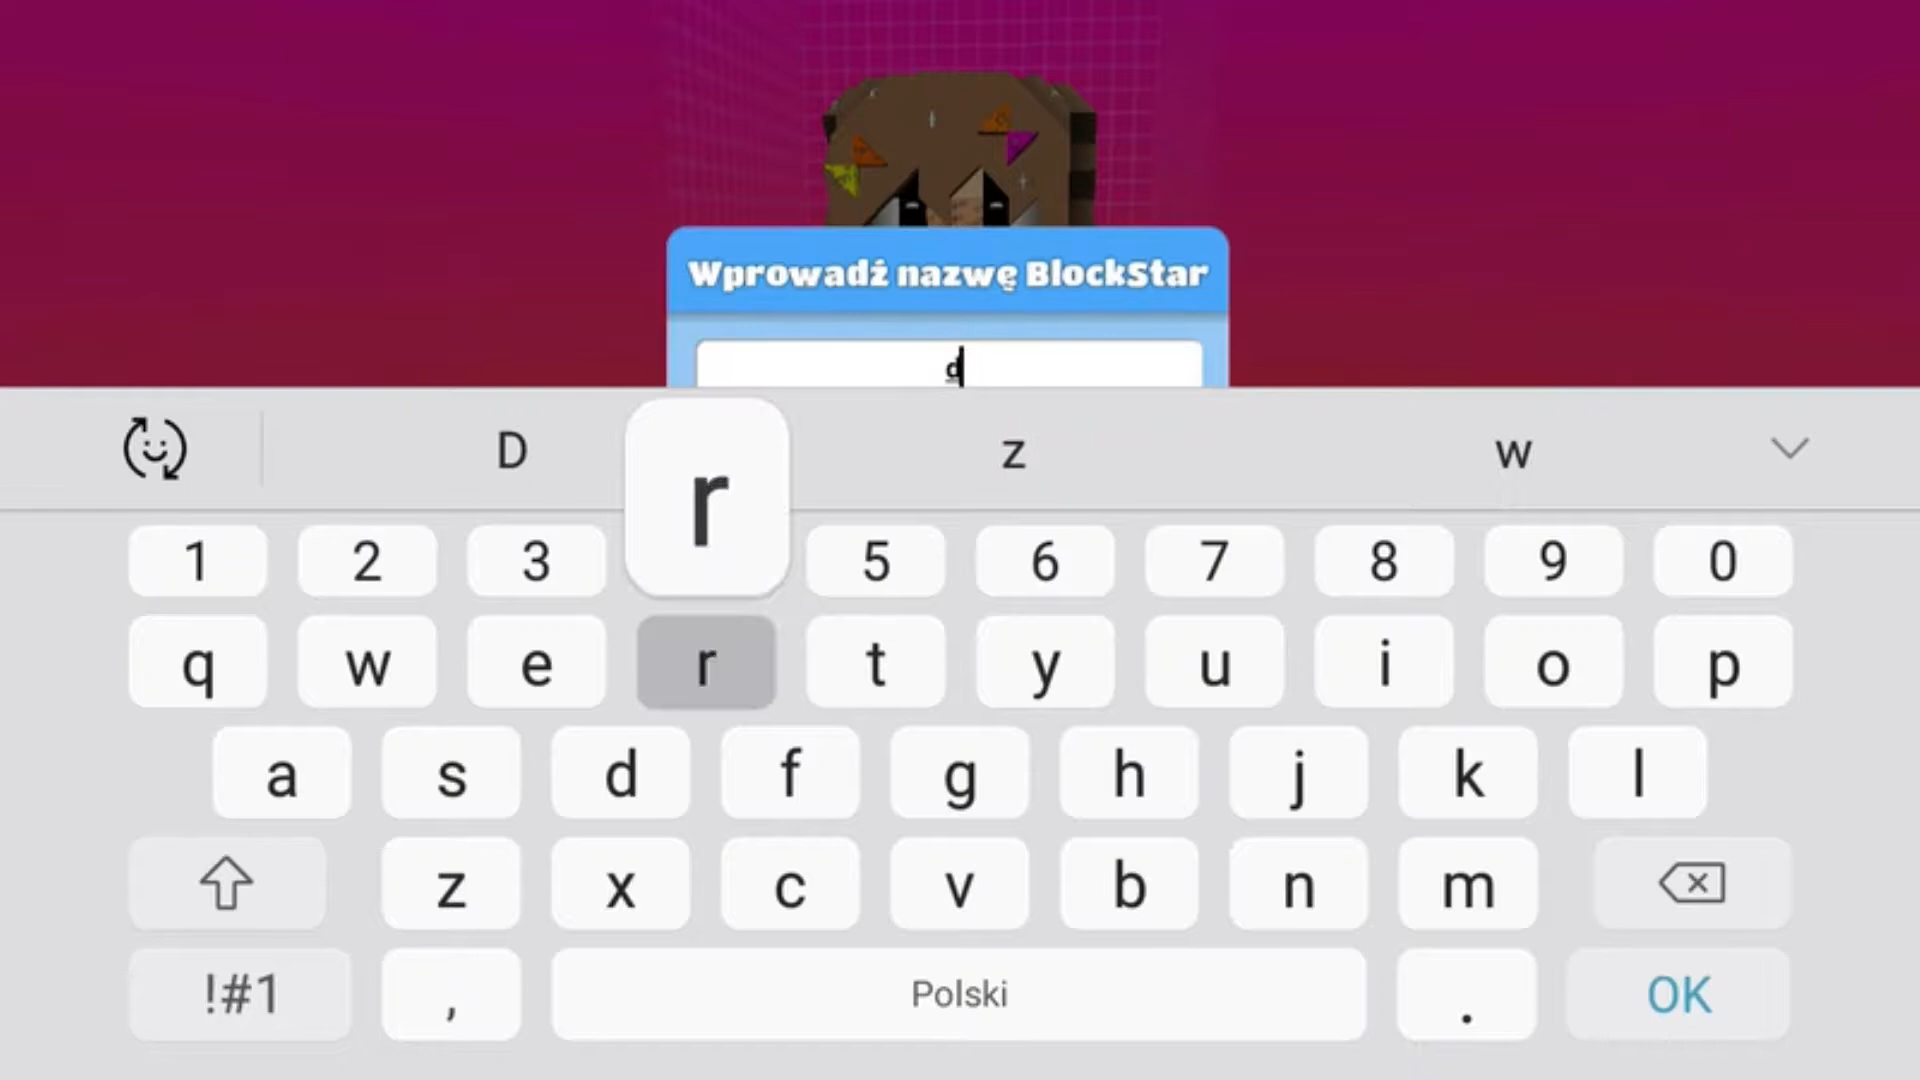 Wprowadź nazwę BlockStar
d
D z w
r
1 2 3 5 6 7 8 9 0
q w e r t y u i o p
a s d f g h j k l
z x c v b n m
!#1 , Polski . OK